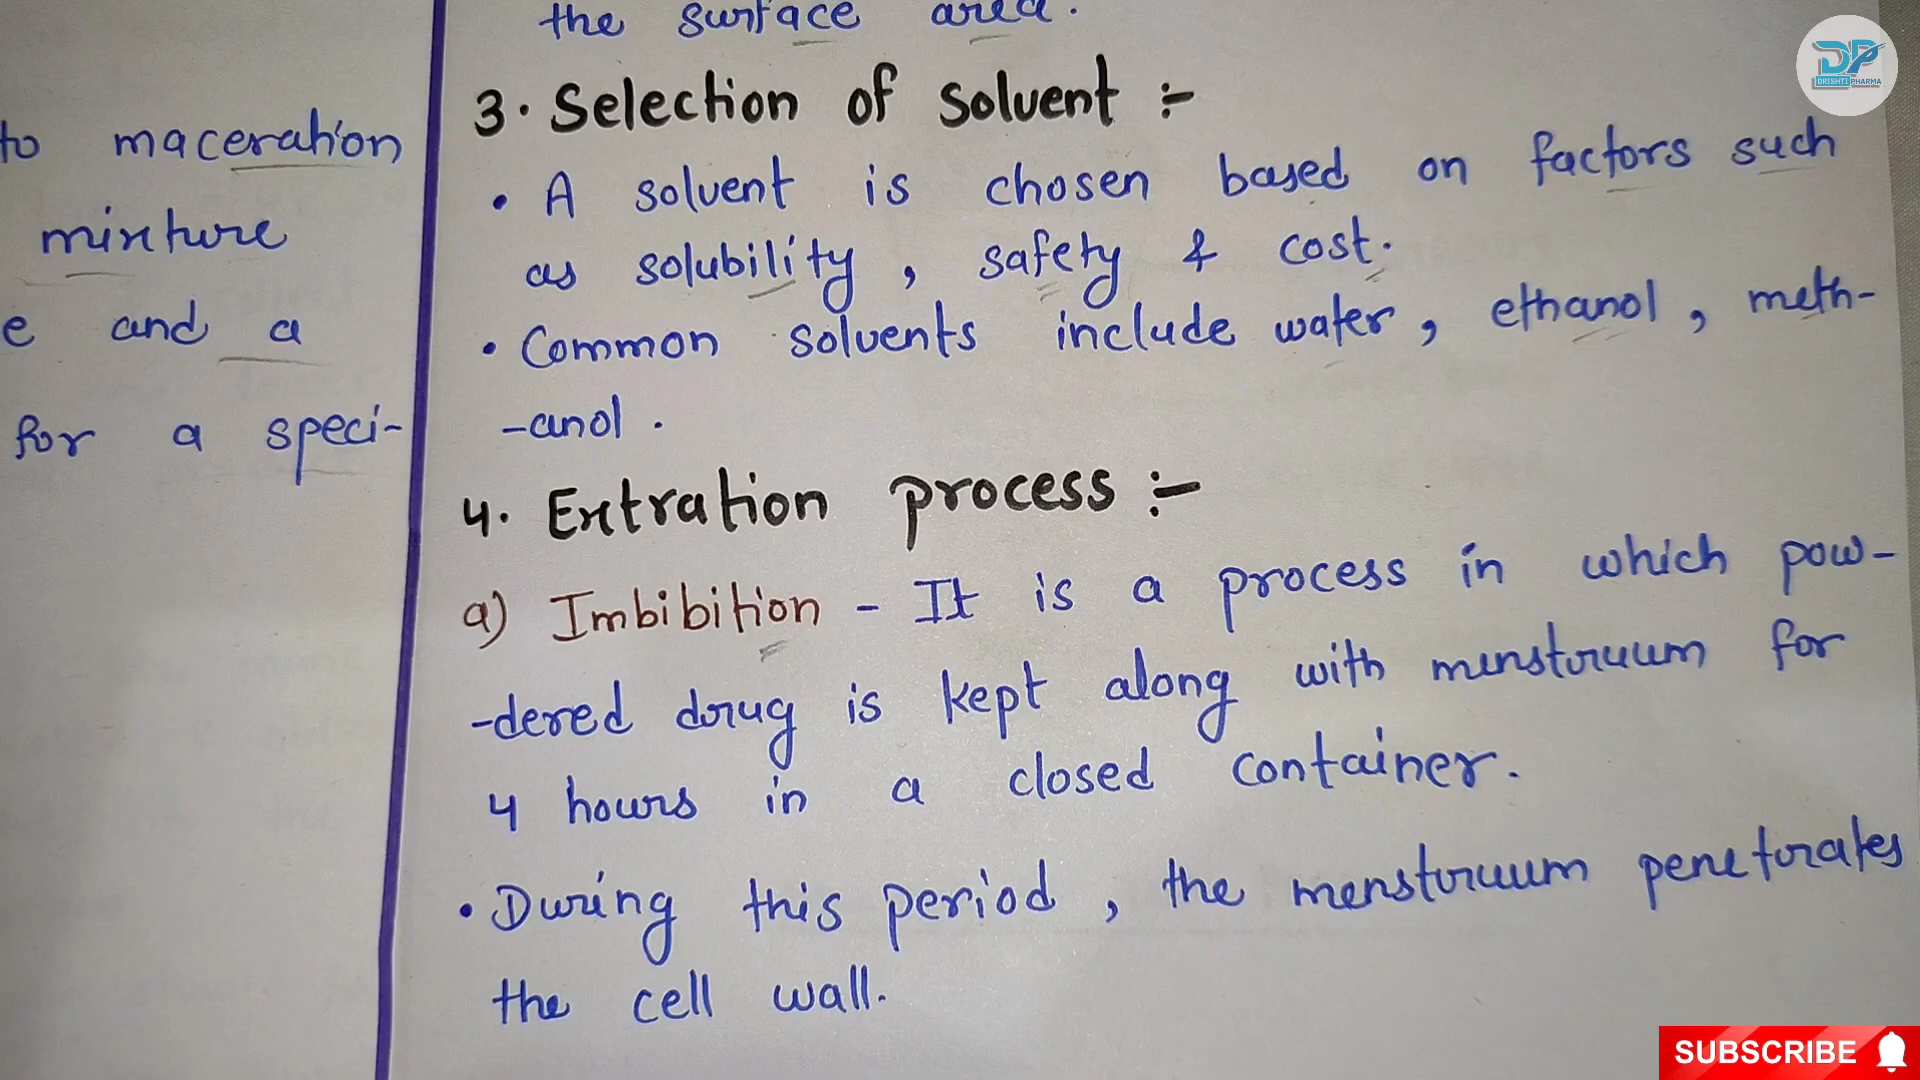 to maceration
mixture
e and a
for a speci-
the surface area.
3. Selection of solvent :-
• A solvent is chosen based on factors such
as solubility, safety & cost.
• Common solvents include water, ethanol, meth-
-anol.
4. Extration process :-
a) Imbibition - It is a process in which pow-
-dered drug is kept along with menstruum for
4 hours in a closed container.
• During this period, the menstruum penetrates
the cell wall.
DP
DRISHTI PHARMA
SUBSCRIBE